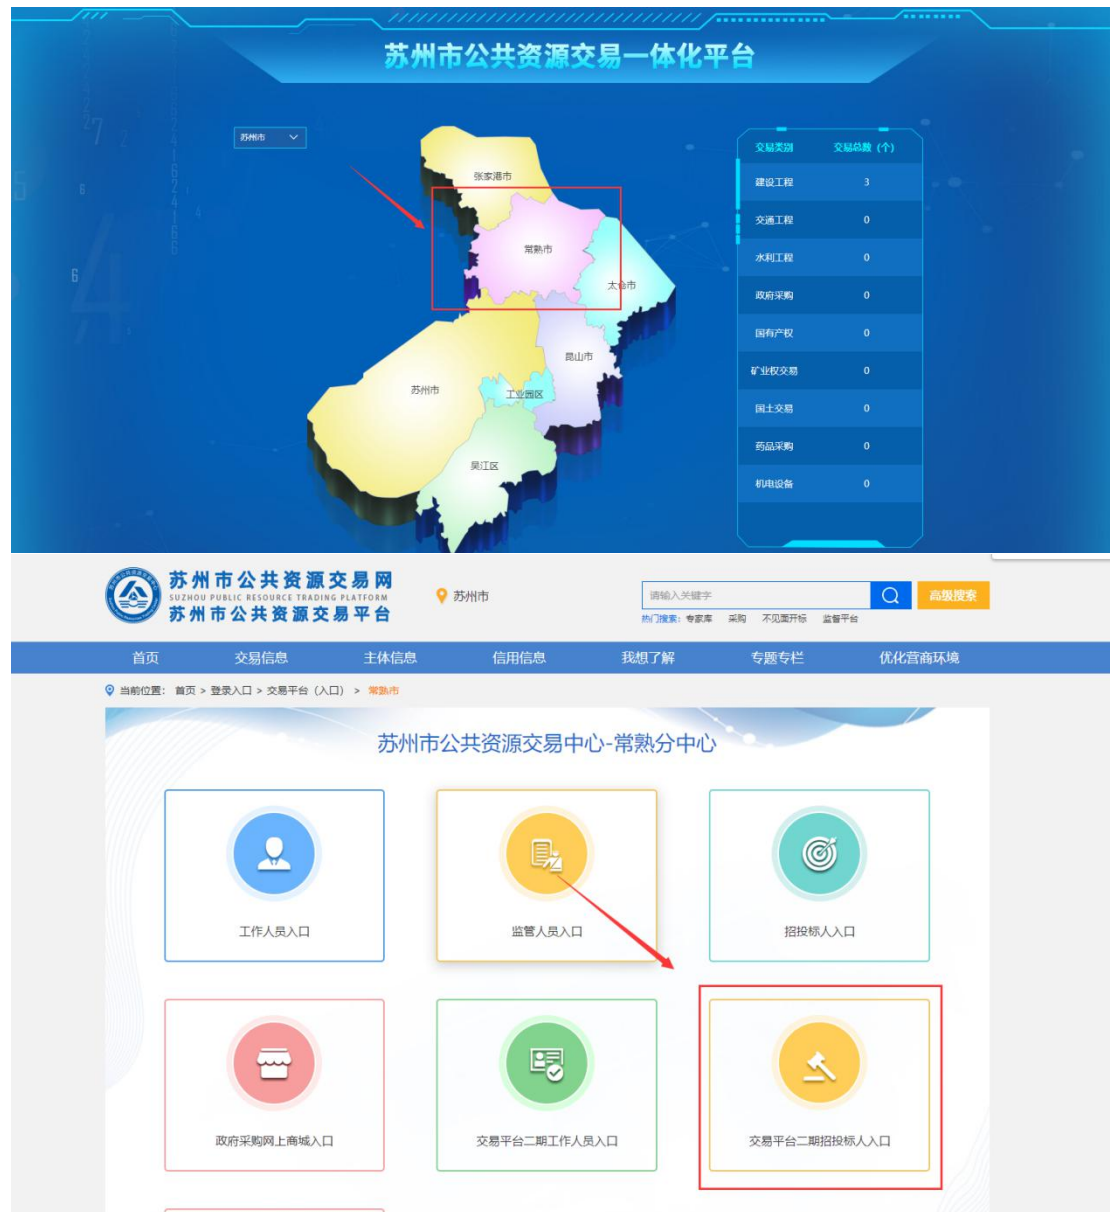 苏州市公共资源交易一体化平台
苏州市
张家港市
常熟市
太仓市
昆山市
苏州市
工业园区
吴江区
交易类别 交易总数（个）
建设工程 3
交通工程 0
水利工程 0
政府采购 0
国有产权 0
矿业权交易 0
国土交易 0
药品采购 0
机电设备 0
苏州市公共资源交易网
SUZHOU PUBLIC RESOURCE TRADING PLATFORM
苏州市公共资源交易平台
苏州市
请输入关键字
高级搜索
热门搜索：专家库 采购 不见面开标 监督平台
首页 交易信息 主体信息 信用信息 我想了解 专题专栏 优化营商环境
当前位置： 首页 > 登录入口 > 交易平台（入口） > 常熟市
苏州市公共资源交易中心-常熟分中心
工作人员入口 监管人员入口 招投标人入口
政府采购网上商城入口 交易平台二期工作人员入口 交易平台二期招投标人入口